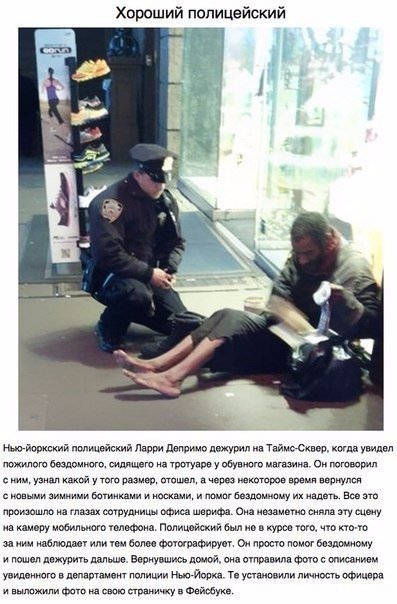 Хороший полицейский
GOrun
Нью-йоркский полицейский Ларри Депримо дежурил на Таймс-Сквер, когда увидел
пожилого бездомного, сидящего на тротуаре у обувного магазина. Он поговорил
с ним, узнал какой у того размер, отошел, а через некоторое время вернулся
с новыми зимними ботинками и носками, и помог бездомному их надеть. Все это
произошло на глазах сотрудницы офиса шерифа. Она незаметно сняла эту сцену
на камеру мобильного телефона. Полицейский был не в курсе того, что кто-то
за ним наблюдает или тем более фотографирует. Он просто помог бездомному
и пошел дежурить дальше. Вернувшись домой, она отправила фото с описанием
увиденного в департамент полиции Нью-Йорка. Те установили личность офицера
и выложили фото на свою страничку в Фейсбуке.